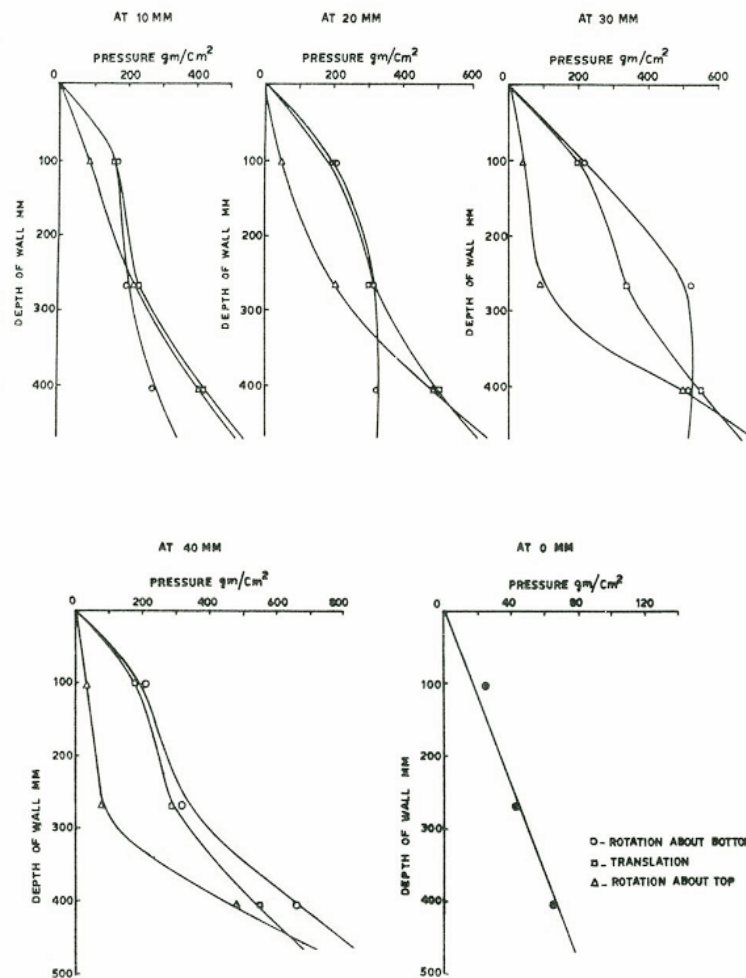 AT 10 MM
PRESSURE gm/Cm²
0 200 400
100
200
300
400
DEPTH OF WALL MM
AT 20 MM
PRESSURE gm/Cm²
0 200 400 600
100
200
300
400
DEPTH OF WALL MM
AT 30 MM
PRESSURE gm/Cm²
0 200 400 600
100
200
300
400
DEPTH OF WALL MM
AT 40 MM
PRESSURE gm/Cm²
0 200 400 600 800
100
200
300
400
500
DEPTH OF WALL MM
AT 0 MM
PRESSURE gm/Cm²
0 40 80 120
100
200
300
400
500
DEPTH OF WALL MM
O - ROTATION ABOUT BOTTO
□ - TRANSLATION
△ - ROTATION ABOUT TOP